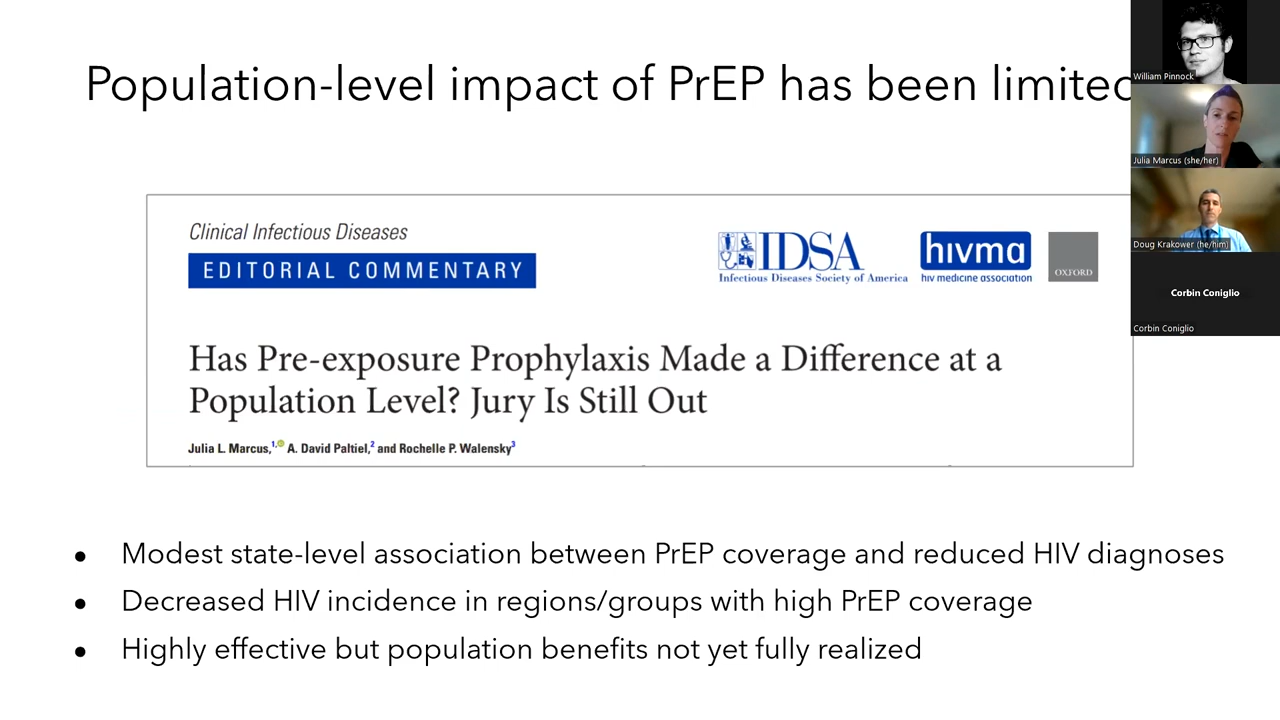 Population-level impact of PrEP has been limited
Clinical Infectious Diseases
EDITORIAL COMMENTARY
IDSA
Infectious Diseases Society of America
hivma
hiv medicine association
OXFORD
Has Pre-exposure Prophylaxis Made a Difference at a
Population Level? Jury Is Still Out
Julia L. Marcus,1, A. David Paltiel,2 and Rochelle P. Walensky3
• Modest state-level association between PrEP coverage and reduced HIV diagnoses
• Decreased HIV incidence in regions/groups with high PrEP coverage
• Highly effective but population benefits not yet fully realized
William Pinnock
Julia Marcus (she/her)
Doug Krakower (he/him)
Corbin Coniglio
Corbin Coniglio